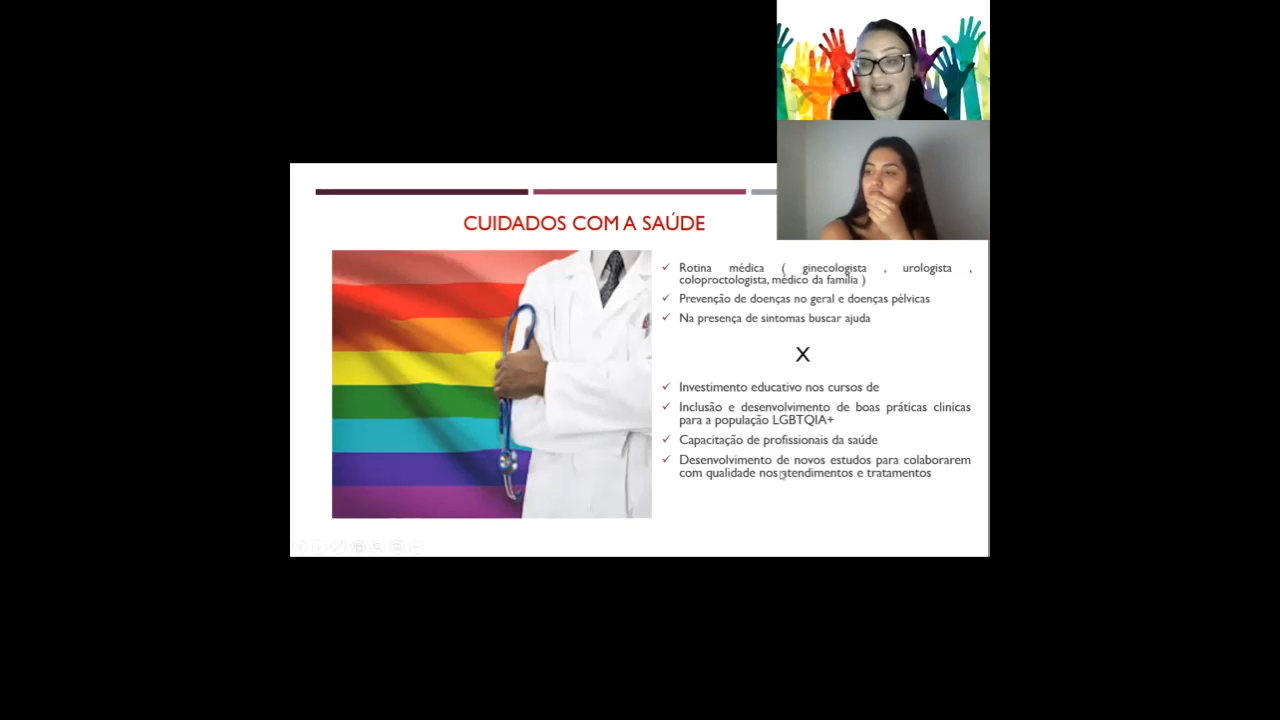 CUIDADOS COM A SAÚDE
Rotina médica ( ginecologista , urologista ,
coloproctologista, médico da família )
Prevenção de doenças no geral e doenças pélvicas
Na presença de sintomas buscar ajuda
X
Investimento educativo nos cursos de
Inclusão e desenvolvimento de boas práticas clinicas
para a população LGBTQIA+
Capacitação de profissionais da saúde
Desenvolvimento de novos estudos para colaborarem
com qualidade nos atendimentos e tratamentos